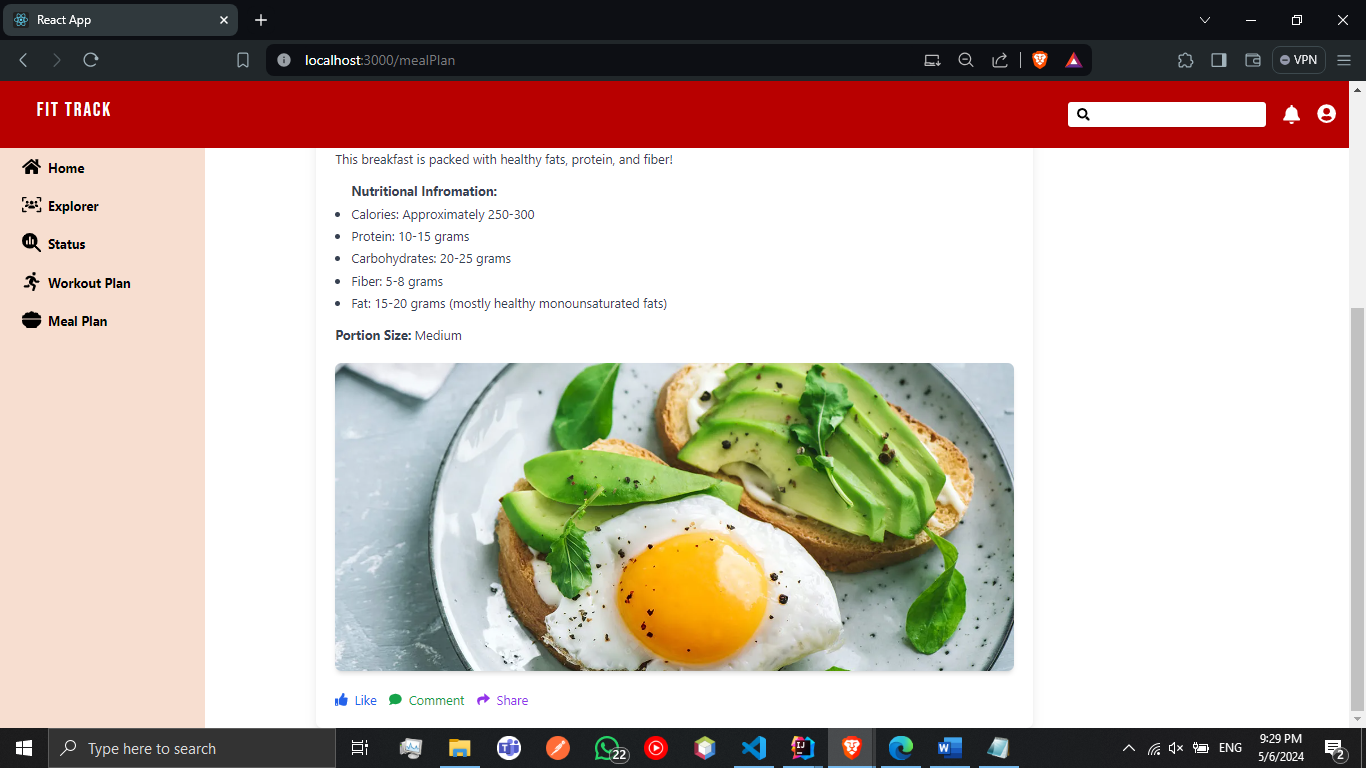 React App
localhost:3000/mealPlan
VPN
FIT TRACK
Home
Explorer
Status
Workout Plan
Meal Plan
This breakfast is packed with healthy fats, protein, and fiber!
Nutritional Infromation:
Calories: Approximately 250-300
Protein: 10-15 grams
Carbohydrates: 20-25 grams
Fiber: 5-8 grams
Fat: 15-20 grams (mostly healthy monounsaturated fats)
Portion Size: Medium
Like Comment Share
Type here to search
22
ENG
9:29 PM
5/6/2024
2